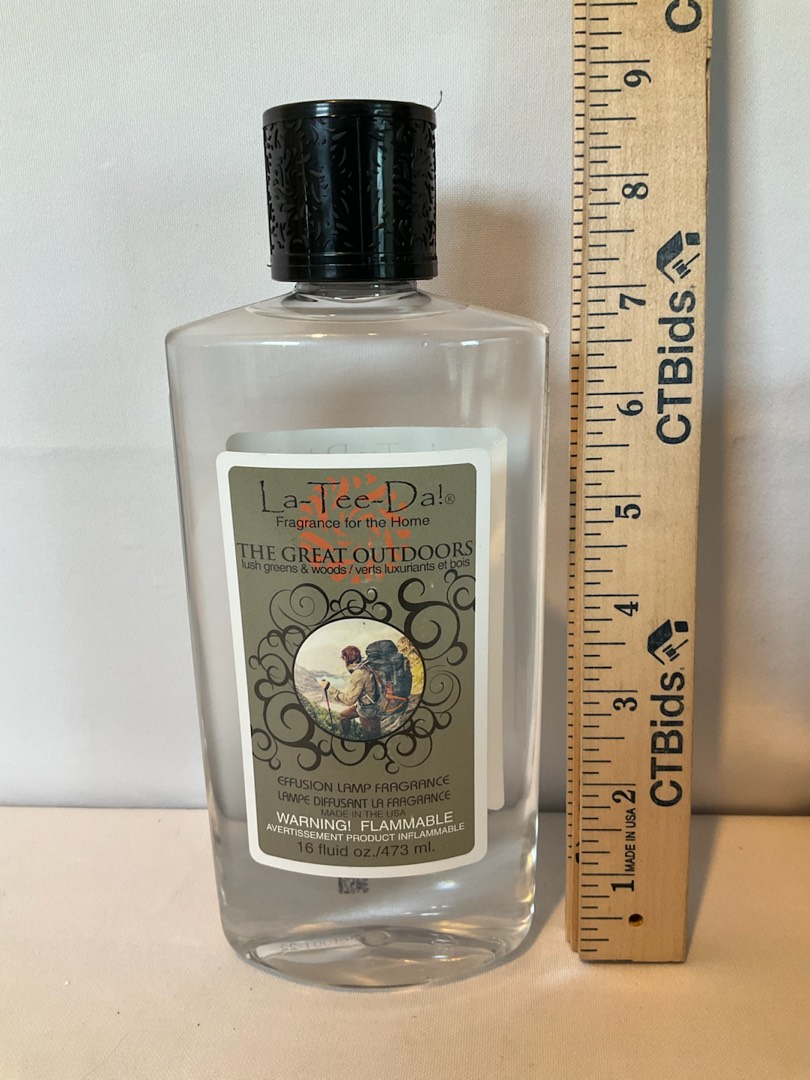 La-Tee-Da!®
Fragrance for the Home
THE GREAT OUTDOORS
lush greens & woods / verts luxuriants et bois
EFFUSION LAMP FRAGRANCE
LAMPE DIFFUSANT LA FRAGRANCE
MADE IN THE USA
WARNING! FLAMMABLE
AVERTISSEMENT PRODUCT INFLAMMABLE
16 fluid oz./473 ml.
9
8
7
6
5
4
3
2
1
CTBids
CTBids
MADE IN USA